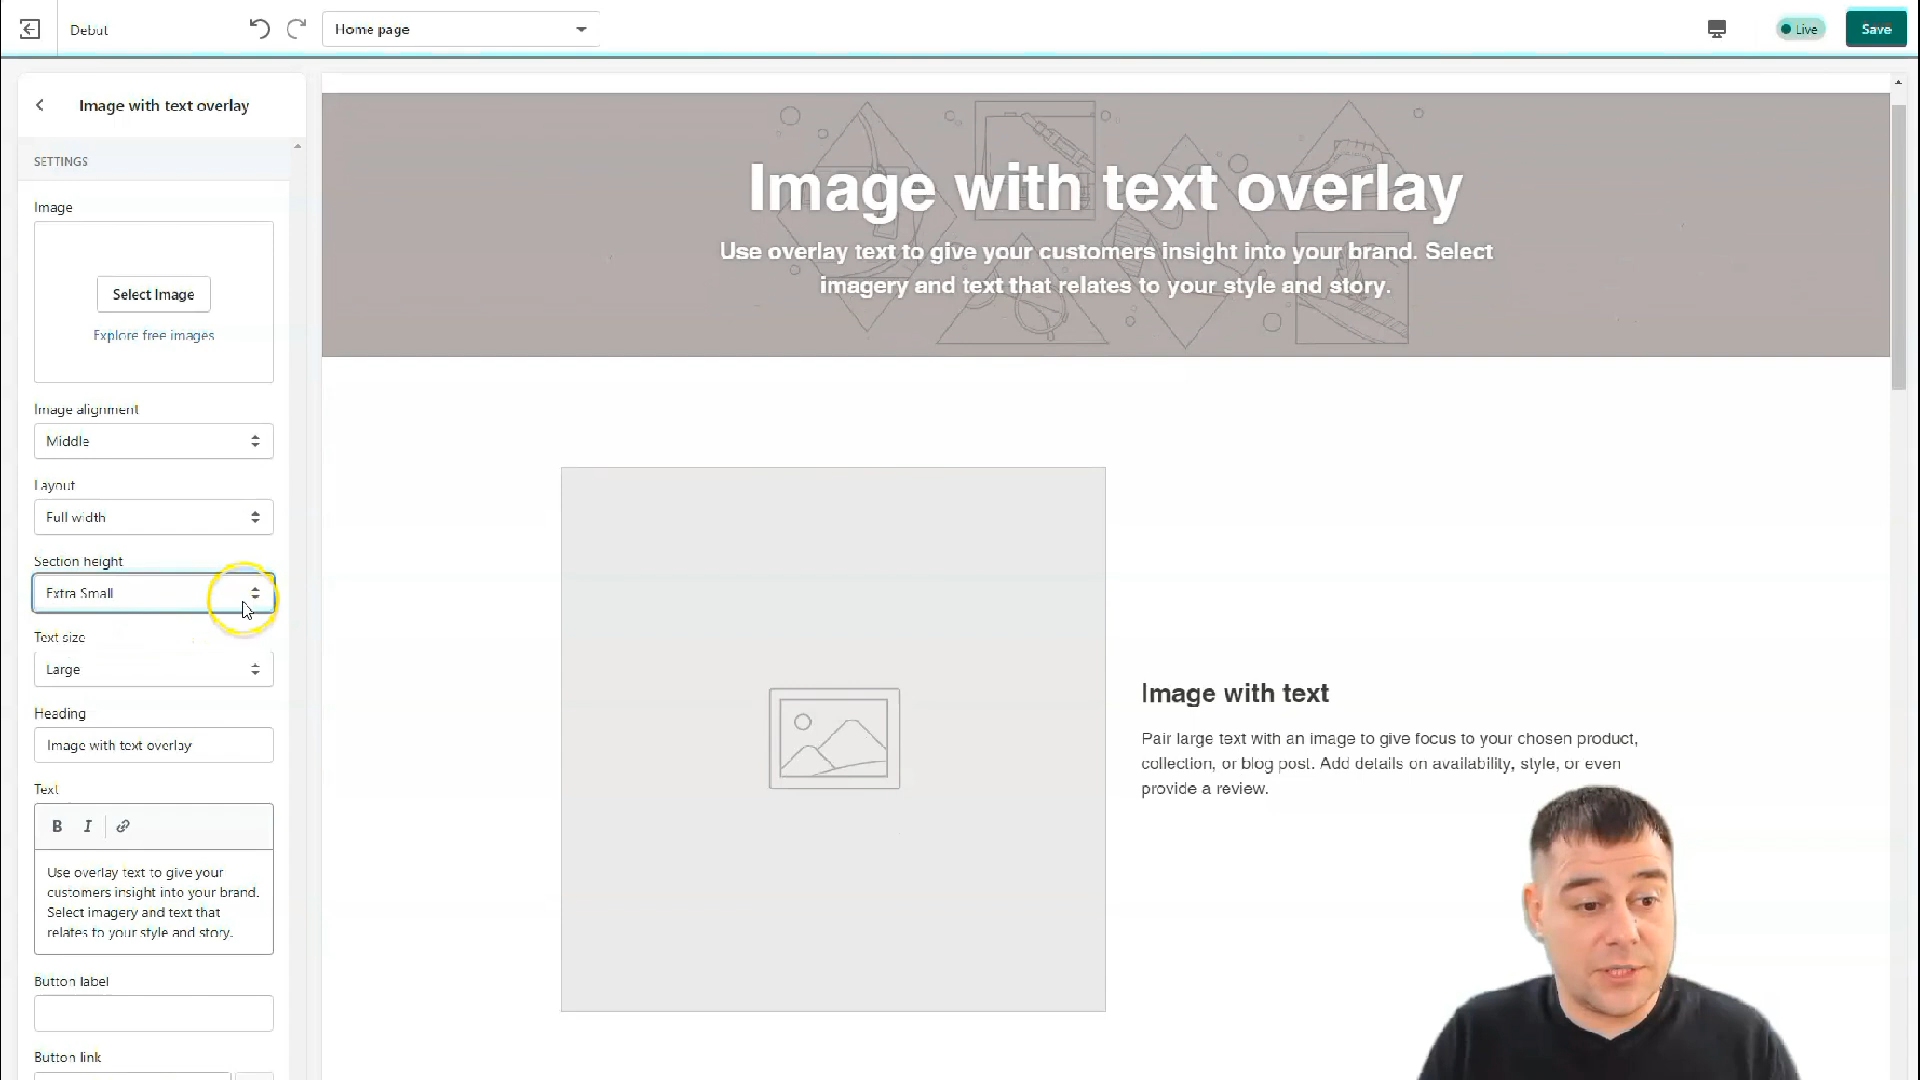 Debut
Home page
Live
Save
Image with text overlay
SETTINGS
Image
Select Image
Explore free images
Image alignment
Middle
Layout
Full width
Section height
Extra Small
Text size
Large
Heading
Image with text overlay
Text
B I
Use overlay text to give your
customers insight into your brand.
Select imagery and text that
relates to your style and story.
Button label
Button link
Image with text overlay
Use overlay text to give your customers insight into your brand. Select
imagery and text that relates to your style and story.
Image with text
Pair large text with an image to give focus to your chosen product,
collection, or blog post. Add details on availability, style, or even
provide a review.